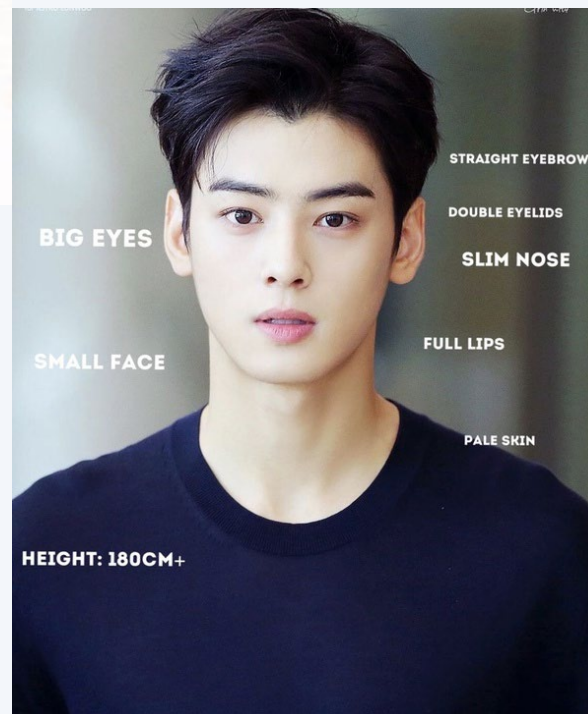 STRAIGHT EYEBROW
DOUBLE EYELIDS
BIG EYES
SLIM NOSE
FULL LIPS
SMALL FACE
PALE SKIN
HEIGHT: 180CM+